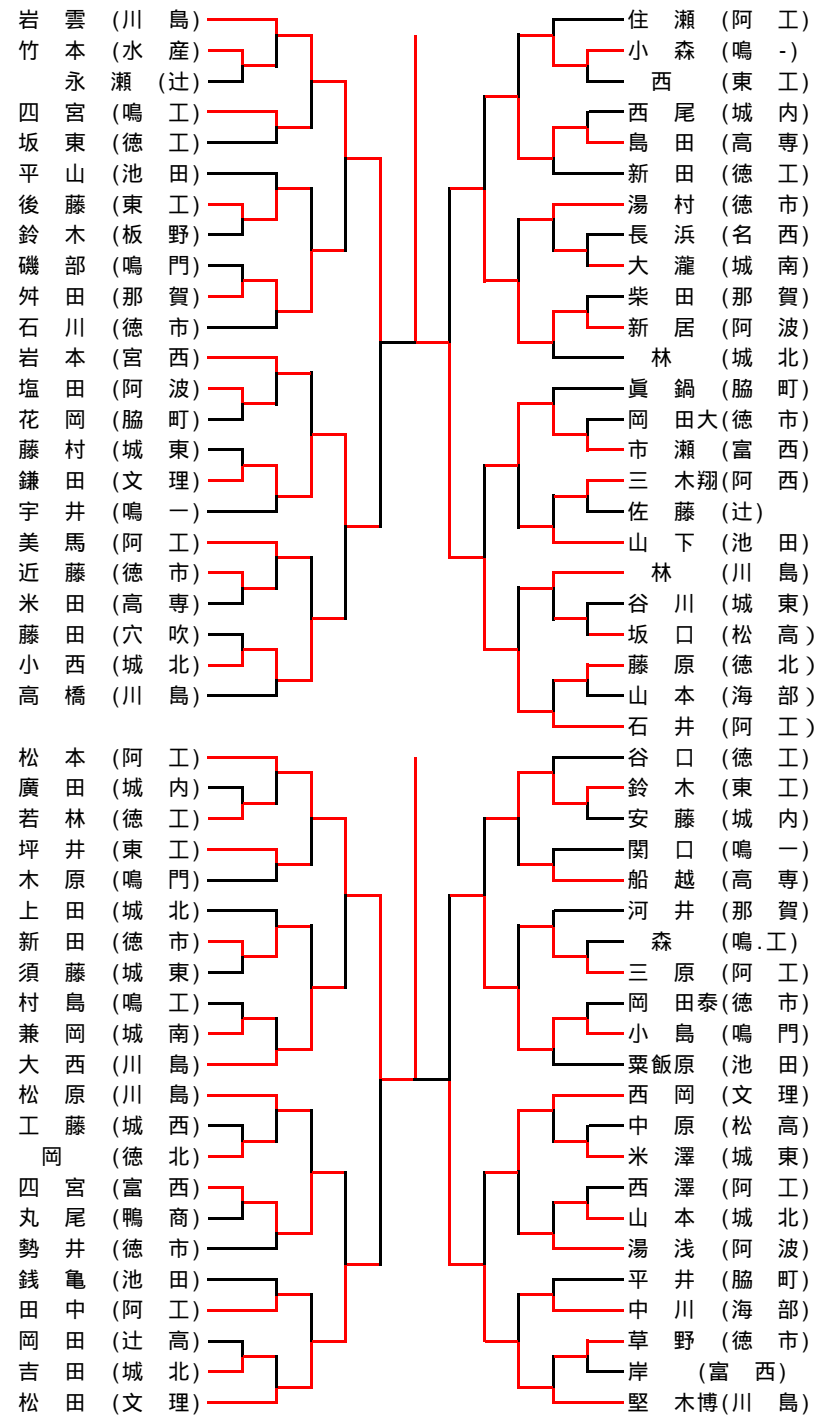 岩　雲 (川　島)
竹　本 (水　産)
永　瀬 (辻)
四　宮 (鳴　工)
坂　東 (徳　工)
平　山 (池　田)
後　藤 (東　工)
鈴　木 (板　野)
磯　部 (鳴　門)
舛　田 (那　賀)
石　川 (徳　市)
岩　本 (宮　西)
塩　田 (阿　波)
花　岡 (脇　町)
藤　村 (城　東)
鎌　田 (文　理)
宇　井 (鳴　一)
美　馬 (阿　工)
近　藤 (徳　市)
米　田 (高　専)
藤　田 (穴　吹)
小　西 (城　北)
高　橋 (川　島)
松　本 (阿　工)
廣　田 (城　内)
若　林 (徳　工)
坪　井 (東　工)
木　原 (鳴　門)
上　田 (城　北)
新　田 (徳　市)
須　藤 (城　東)
村　島 (鳴　工)
兼　岡 (城　南)
大　西 (川　島)
松　原 (川　島)
工　藤 (城　西)
岡 (徳　北)
四　宮 (富　西)
丸　尾 (鴨　商)
勢　井 (徳　市)
銭　亀 (池　田)
田　中 (阿　工)
岡　田 (辻　高)
吉　田 (城　北)
松　田 (文　理)
住　瀬 (阿　工)
小　森 (鳴　-)
西 (東　工)
西　尾 (城　内)
島　田 (高　専)
新　田 (徳　工)
湯　村 (徳　市)
長　浜 (名　西)
大　瀧 (城　南)
柴　田 (那　賀)
新　居 (阿　波)
林 (城　北)
眞　鍋 (脇　町)
岡　田大(徳　市)
市　瀬 (富　西)
三　木翔(阿　西)
佐　藤 (辻)
山　下 (池　田)
林 (川　島)
谷　川 (城　東)
坂　口 (松　高)
藤　原 (徳　北)
山　本 (海　部)
石　井 (阿　工)
谷　口 (徳　工)
鈴　木 (東　工)
安　藤 (城　内)
関　口 (鳴　一)
船　越 (高　専)
河　井 (那　賀)
森 (鳴.工)
三　原 (阿　工)
岡　田泰(徳　市)
小　島 (鳴　門)
粟飯原 (池　田)
西　岡 (文　理)
中　原 (松　高)
米　澤 (城　東)
西　澤 (阿　工)
山　本 (城　北)
湯　浅 (阿　波)
平　井 (脇　町)
中　川 (海　部)
草　野 (徳　市)
岸 (富　西)
堅　木博(川　島)